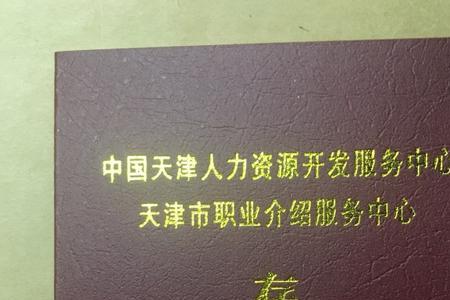 中国天津人力资源开发服务中心
天津市职业介绍服务中心
存